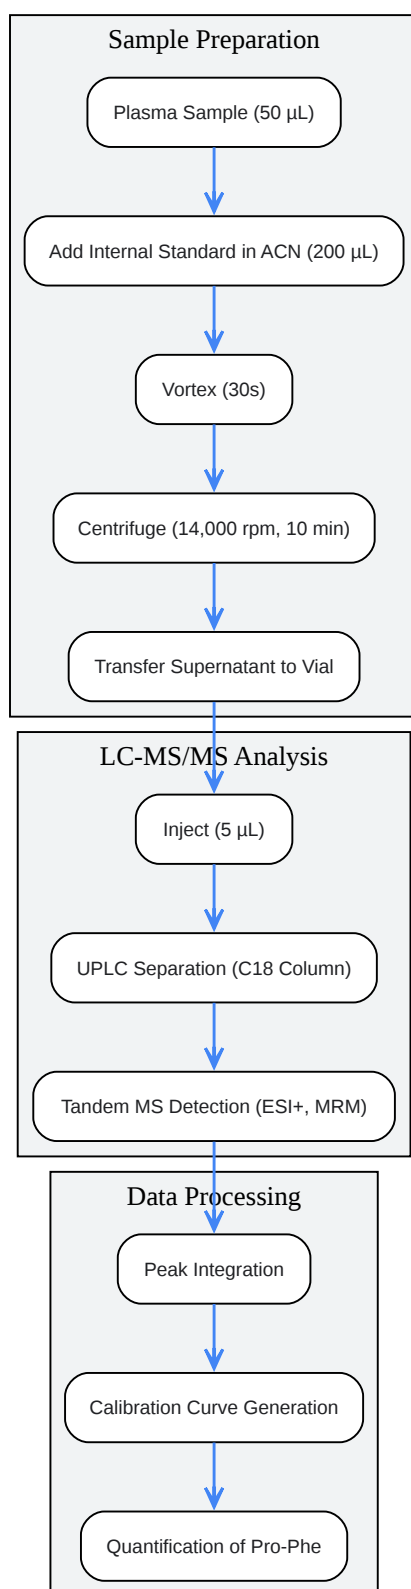 Sample Preparation
Plasma Sample (50 µL)
Add Internal Standard in ACN (200 µL)
Vortex (30s)
Centrifuge (14,000 rpm, 10 min)
Transfer Supernatant to Vial
LC-MS/MS Analysis
Inject (5 µL)
UPLC Separation (C18 Column)
Tandem MS Detection (ESI+, MRM)
Data Processing
Peak Integration
Calibration Curve Generation
Quantification of Pro-Phe